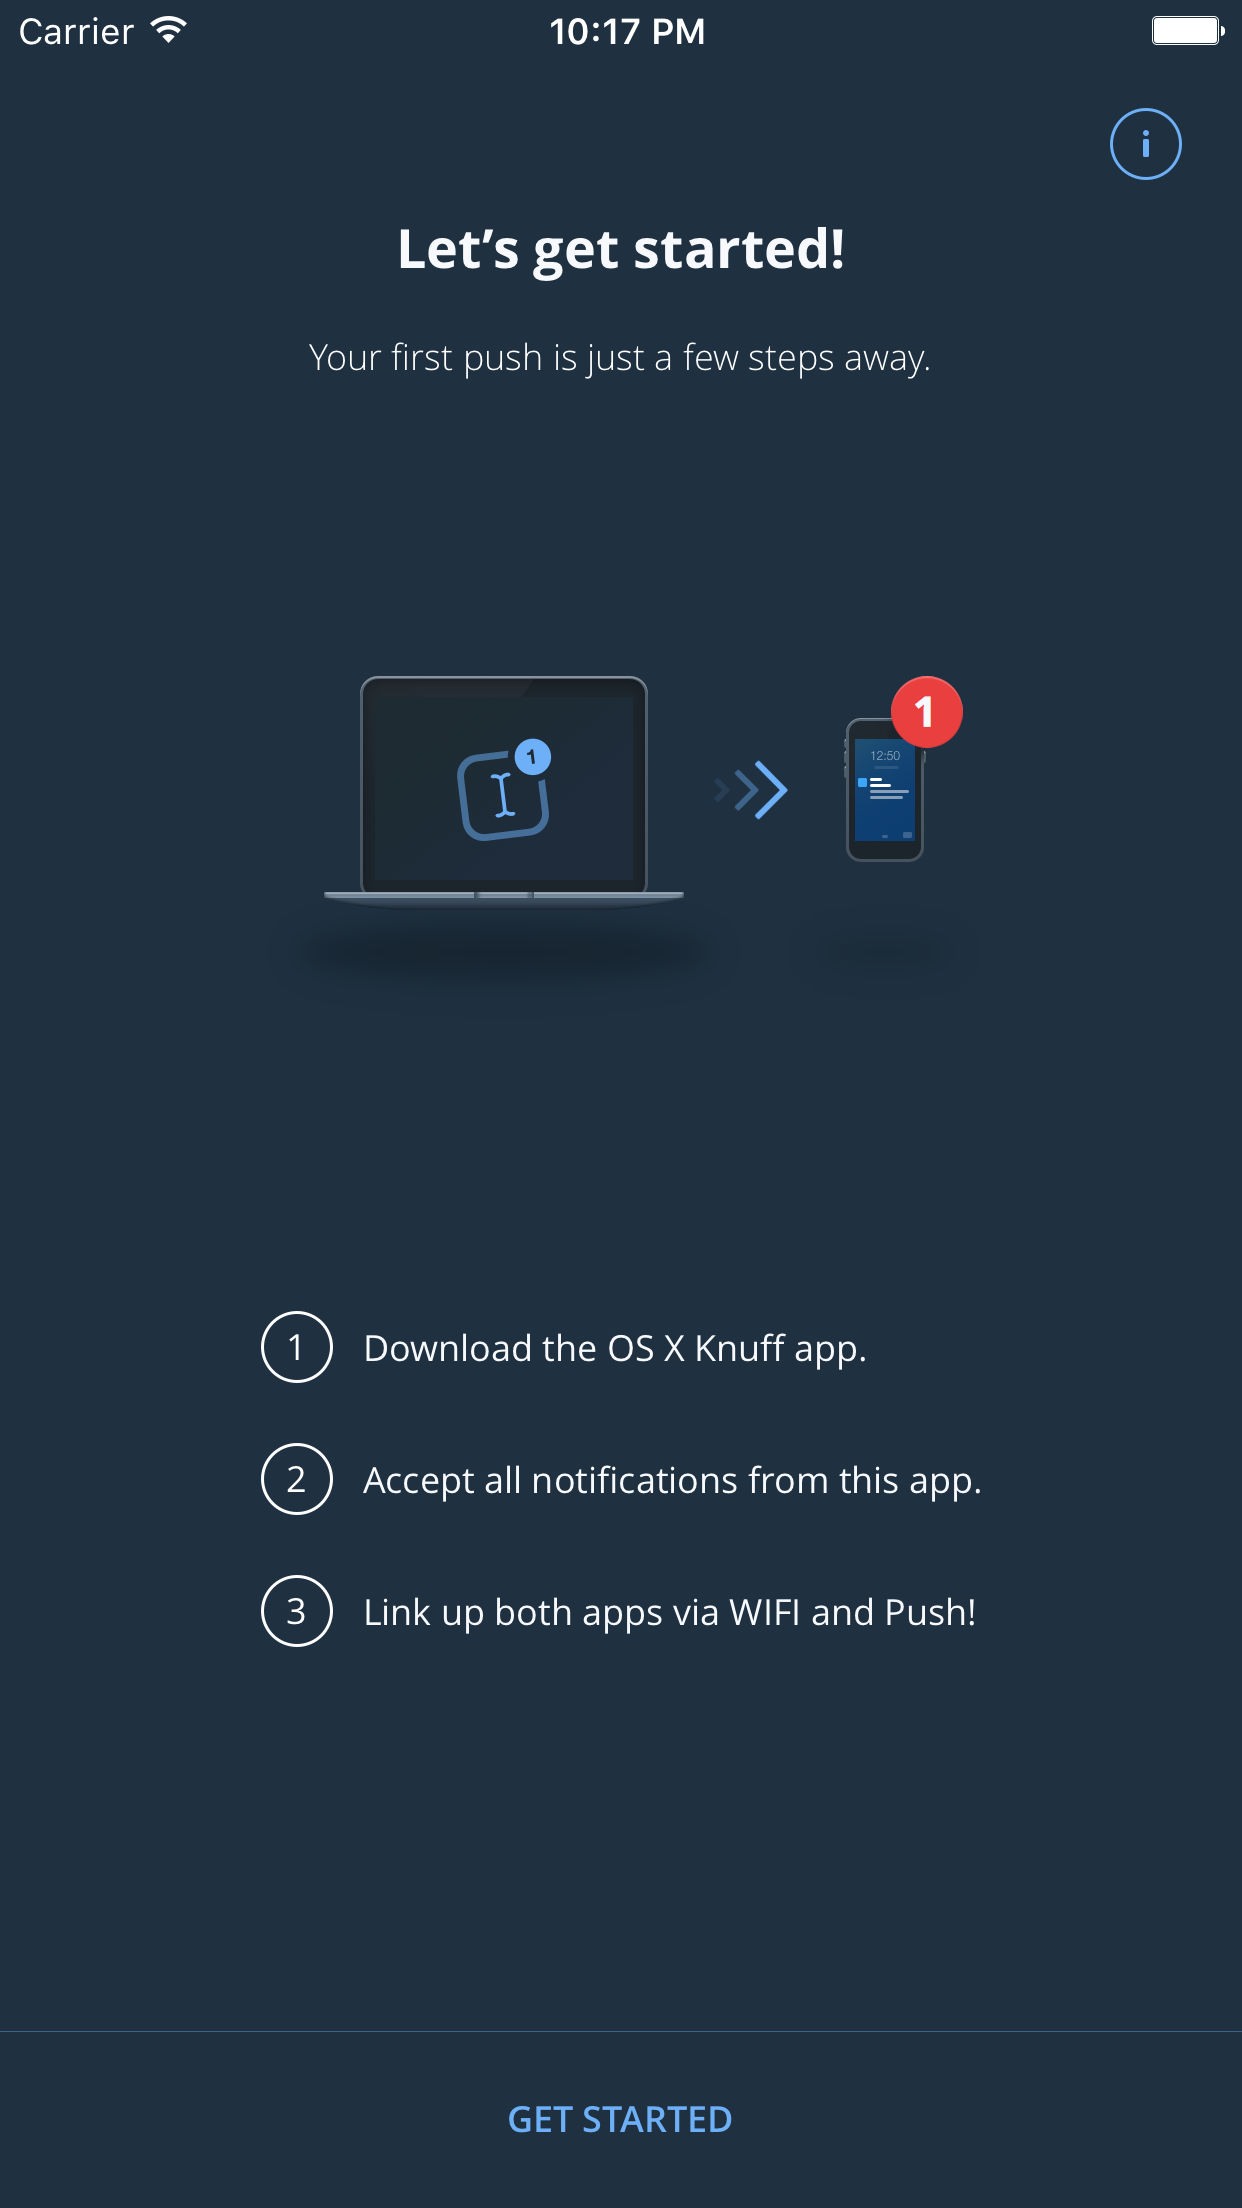 Carrier 10:17 PM
i
Let’s get started!
Your first push is just a few steps away.
1
1
12:50
1 Download the OS X Knuff app.
2 Accept all notifications from this app.
3 Link up both apps via WIFI and Push!
GET STARTED